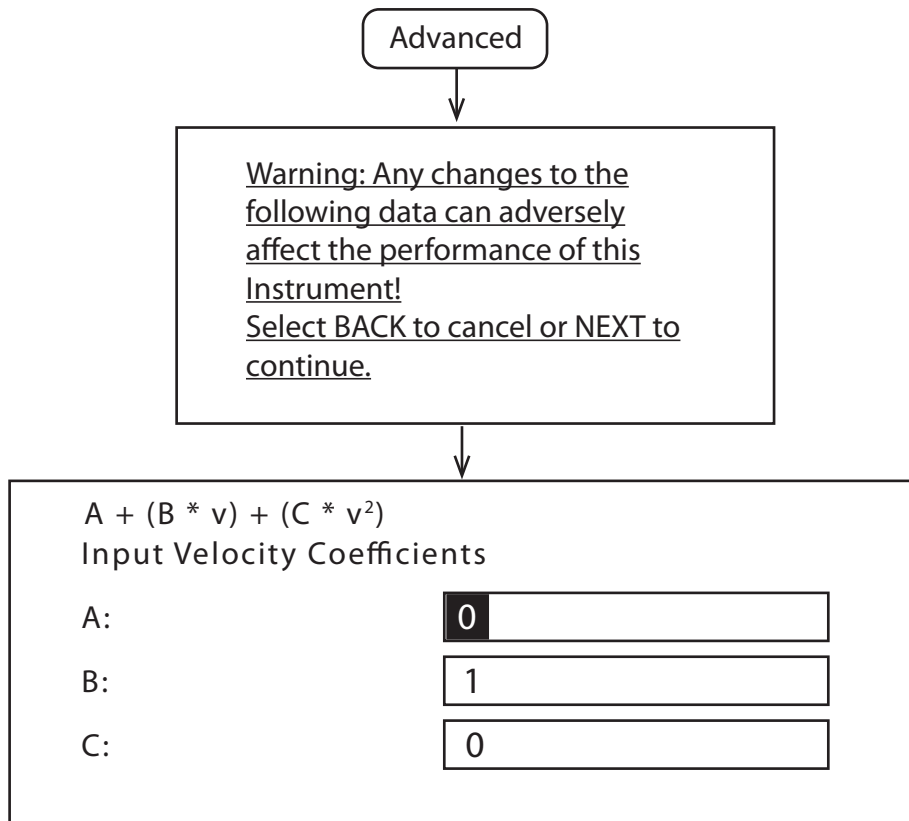 Advanced
Warning: Any changes to the
following data can adversely
affect the performance of this
Instrument!
Select BACK to cancel or NEXT to
continue.
A + (B * v) + (C * v²)
Input Velocity Coefficients
A: 0
B: 1
C: 0